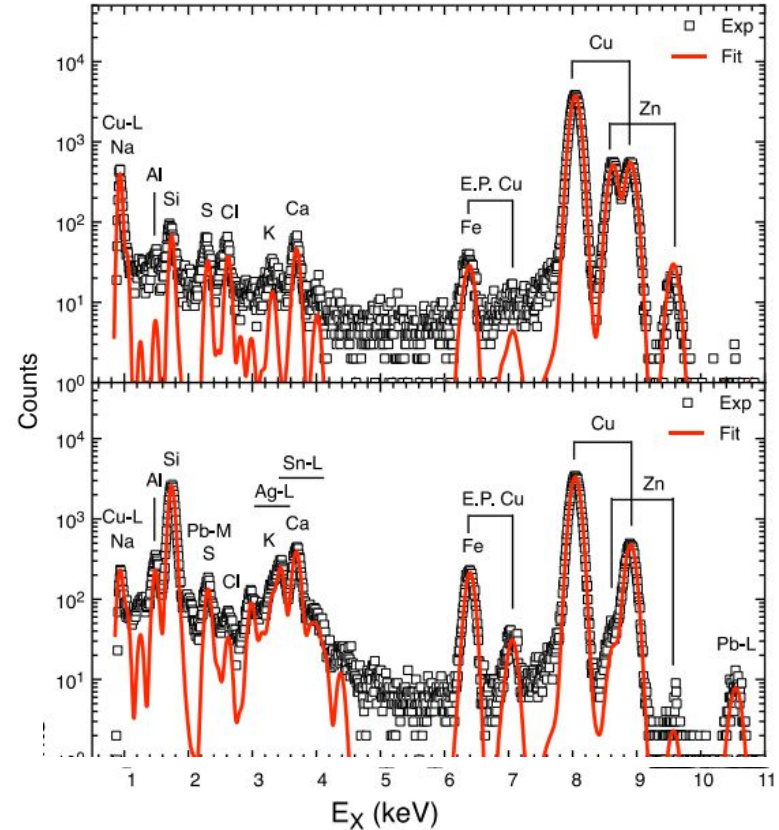 Exp
Fit
Cu
Zn
Cu-L
Na
Al
Si
S
Cl
K
Ca
E.P. Cu
Fe
10⁴
10³
10²
10¹
10⁰
Counts
Exp
Fit
Cu
Zn
Cu-L
Na
Al
Si
Pb-M
S
Cl
Ag-L
Sn-L
K
Ca
E.P. Cu
Fe
Pb-L
10⁴
10³
10²
10¹
10⁰
1 2 3 4 5 6 7 8 9 10 11
Eₓ (keV)